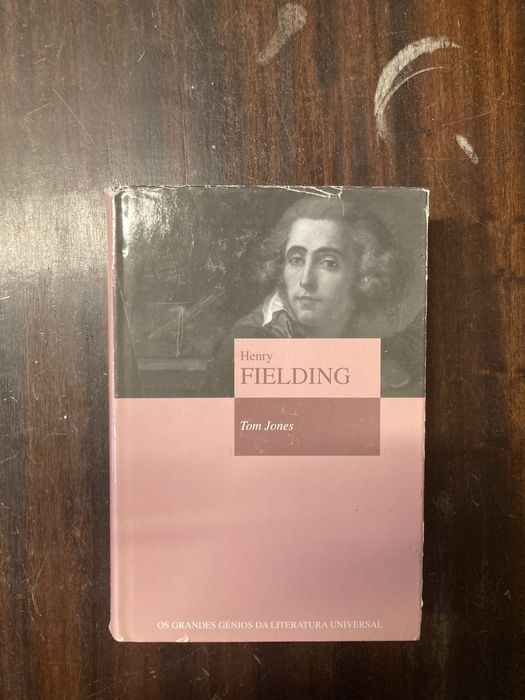 Henry
FIELDING
Tom Jones
OS GRANDES GÉNIOS DA LITERATURA UNIVERSAL